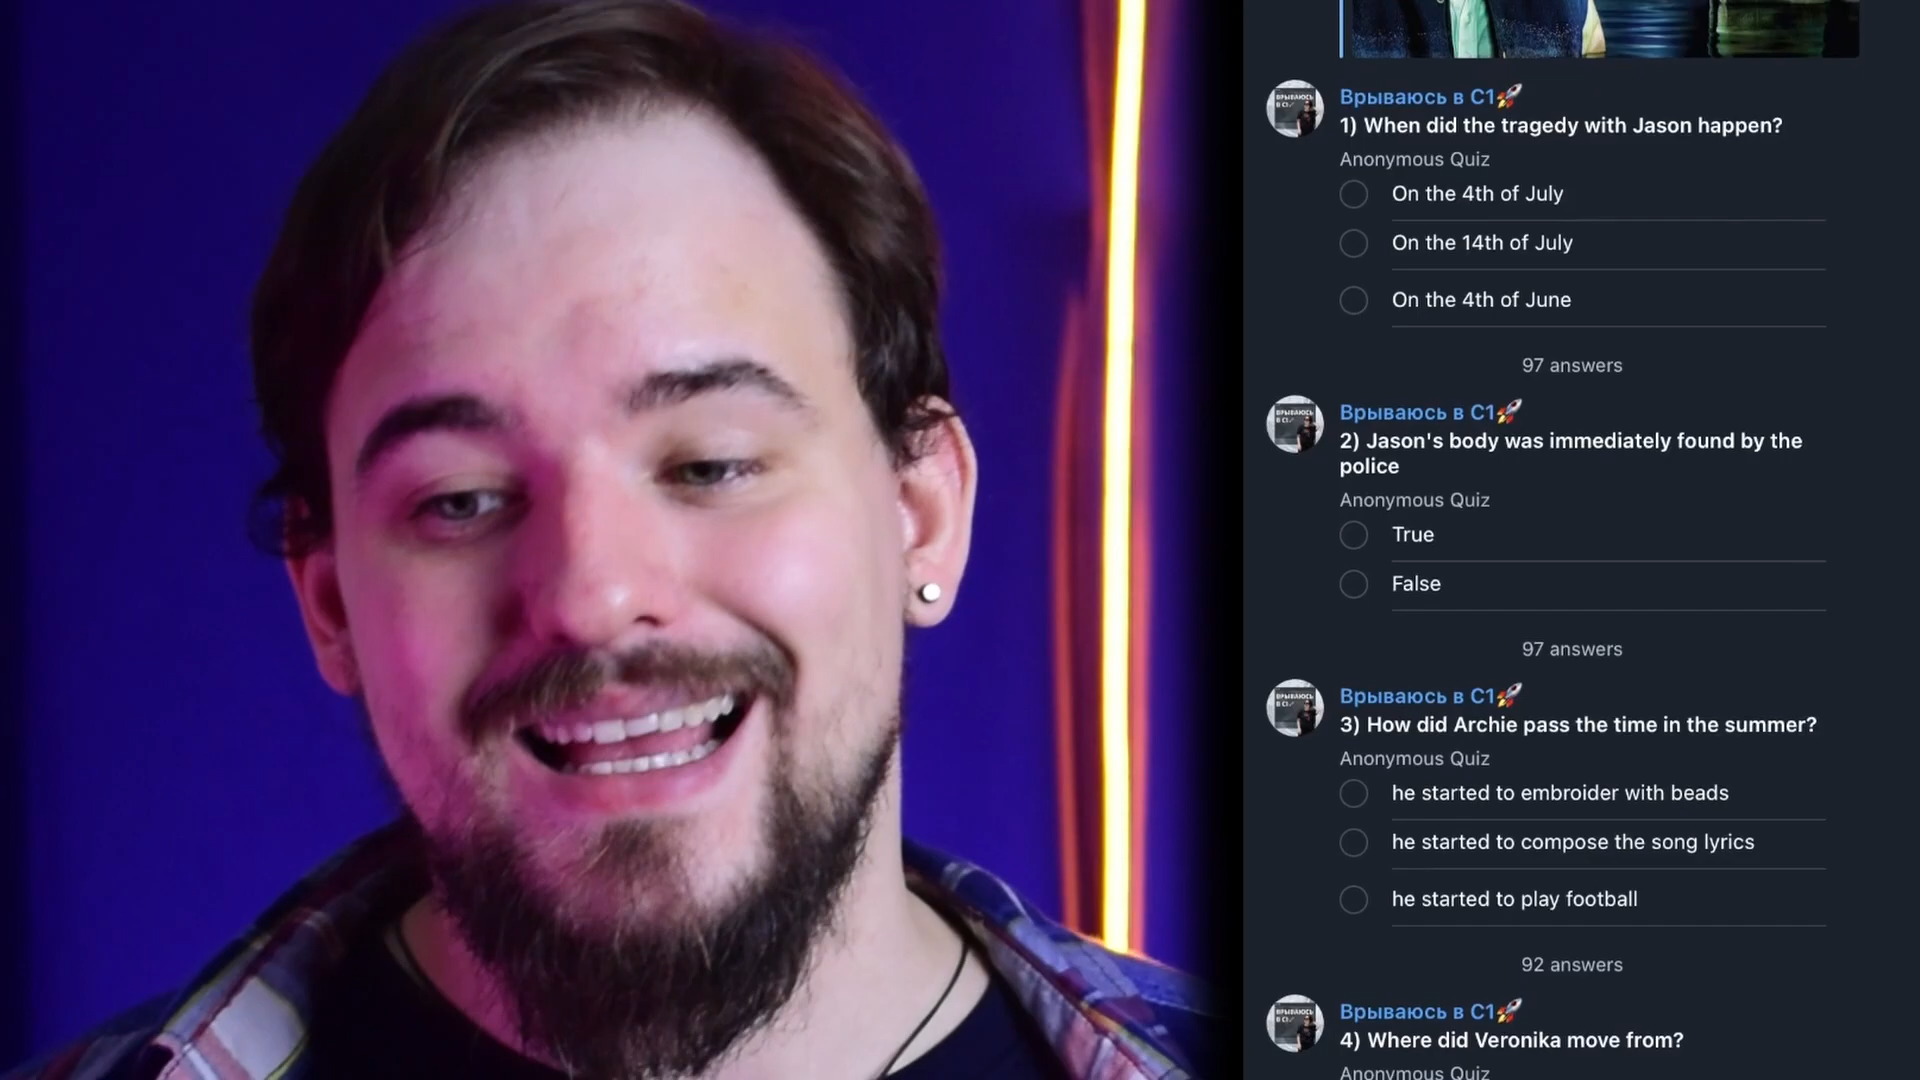 Врываюсь в C1🚀
1) When did the tragedy with Jason happen?
Anonymous Quiz
On the 4th of July
On the 14th of July
On the 4th of June
97 answers
Врываюсь в C1🚀
2) Jason's body was immediately found by the
police
Anonymous Quiz
True
False
97 answers
Врываюсь в C1🚀
3) How did Archie pass the time in the summer?
Anonymous Quiz
he started to embroider with beads
he started to compose the song lyrics
he started to play football
92 answers
Врываюсь в C1🚀
4) Where did Veronika move from?
Anonymous Quiz